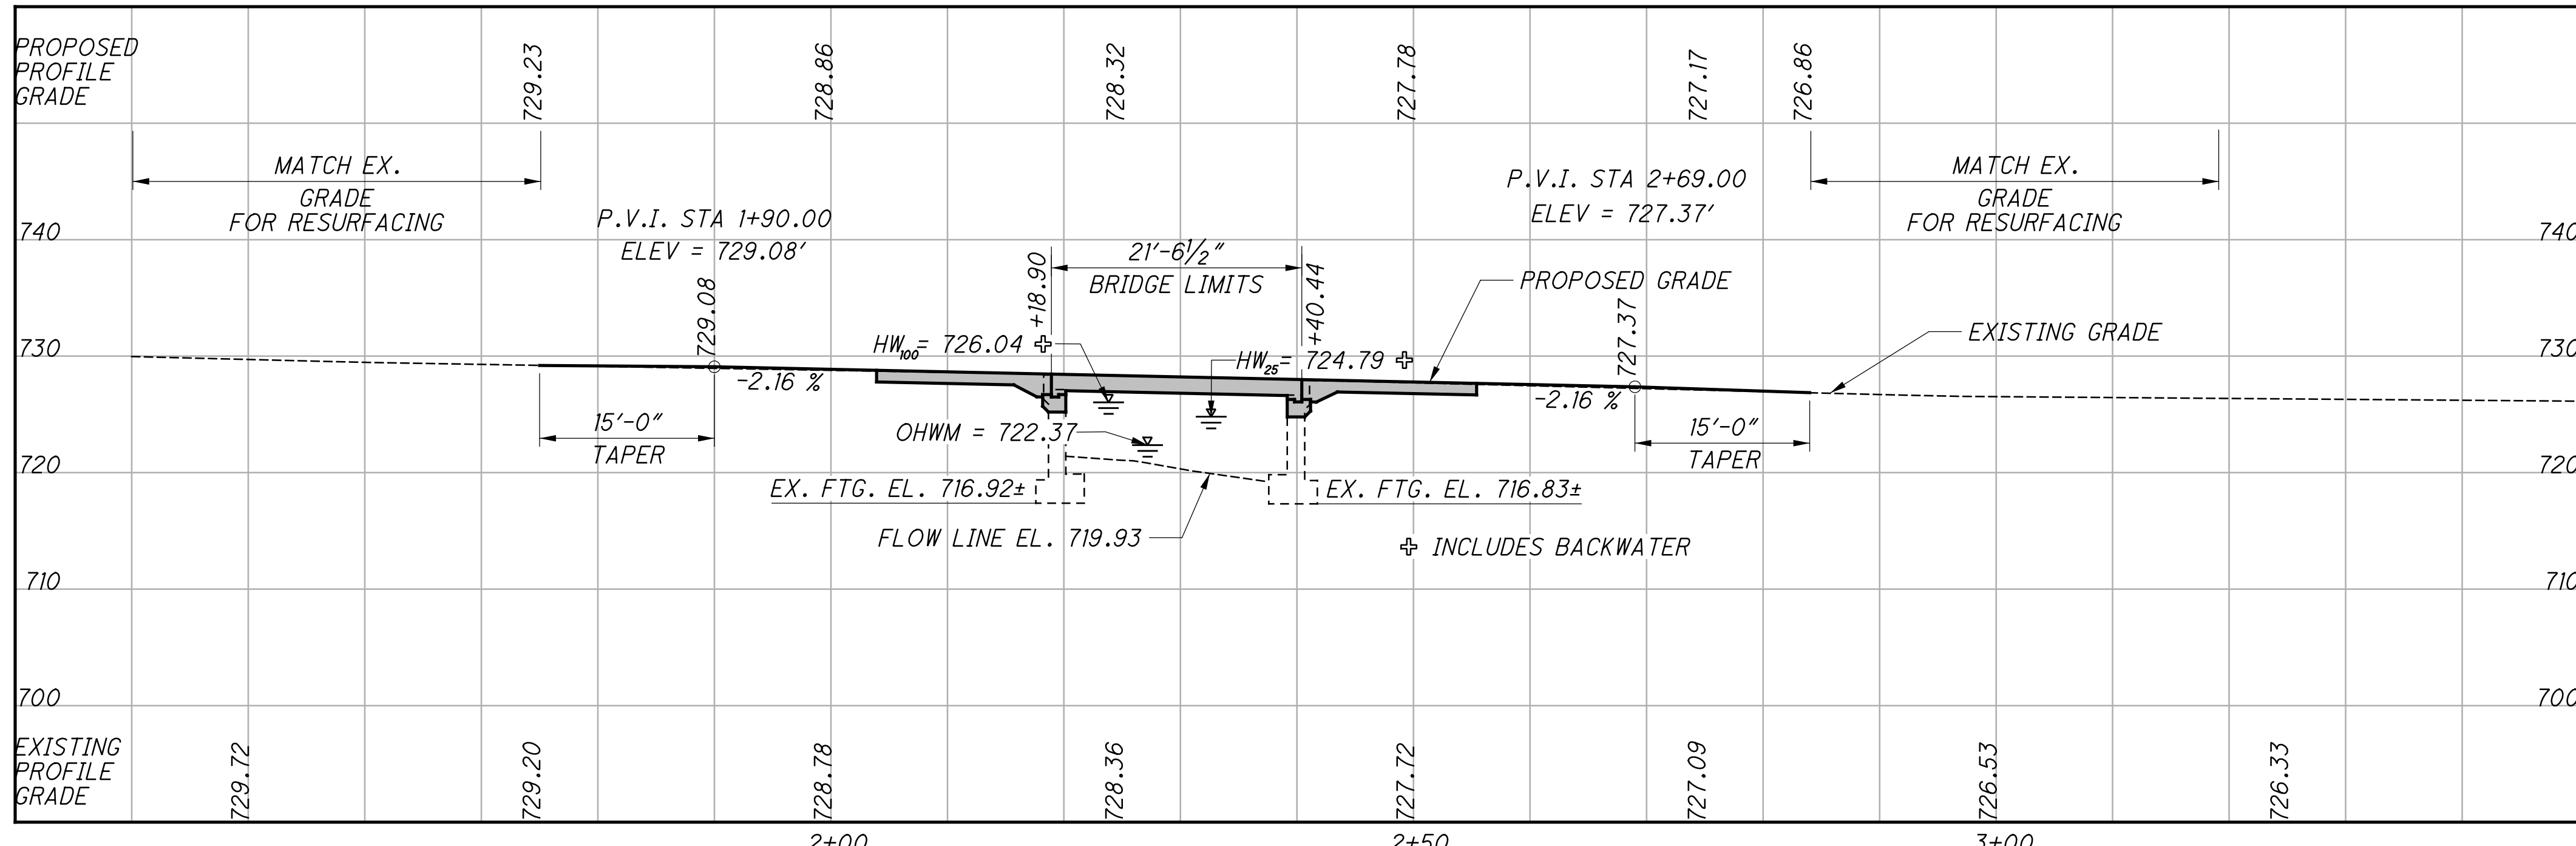 PROPOSED
PROFILE
GRADE
729.23
728.86
728.32
727.78
727.17
726.86
MATCH EX.
GRADE
FOR RESURFACING
P.V.I. STA 1+90.00
ELEV = 729.08'
729.08
-2.16 %
+18.90
21'-6½"
BRIDGE LIMITS
+40.44
P.V.I. STA 2+69.00
ELEV = 727.37'
727.37
-2.16 %
MATCH EX.
GRADE
FOR RESURFACING
PROPOSED GRADE
EXISTING GRADE
HW100= 726.04
HW25= 724.79
OHWM = 722.37
15'-0"
TAPER
15'-0"
TAPER
EX. FTG. EL. 716.92±
EX. FTG. EL. 716.83±
FLOW LINE EL. 719.93
INCLUDES BACKWATER
740
730
720
710
700
740
730
720
710
700
EXISTING
PROFILE
GRADE
729.72
729.20
728.78
728.36
727.72
727.09
726.53
726.33
2+00
2+50
3+00